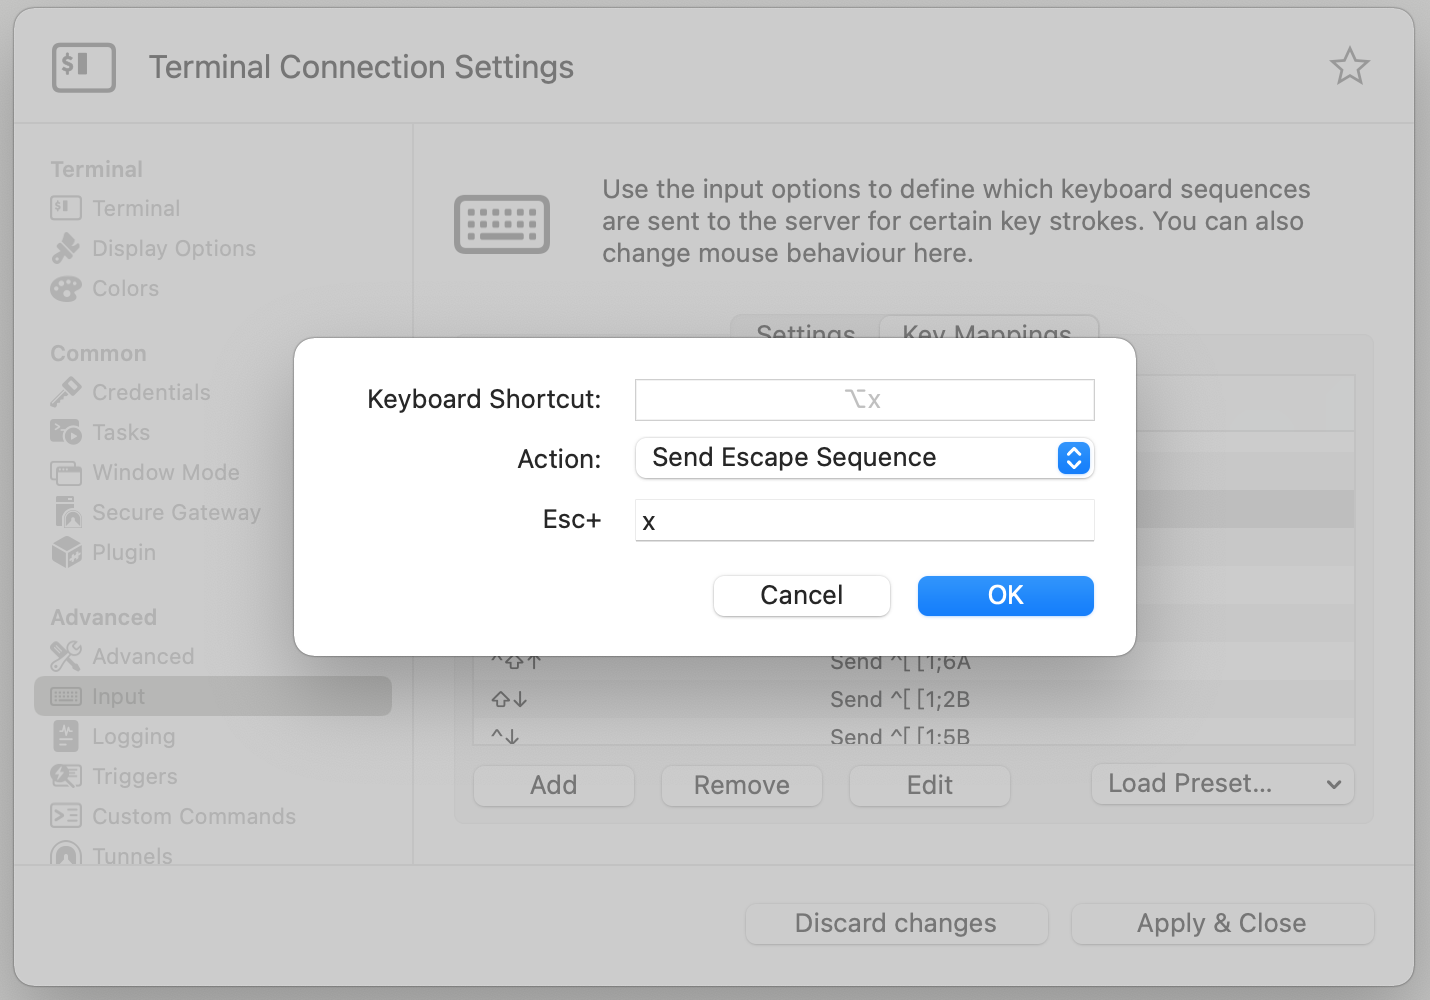 Terminal Connection Settings
Terminal
Terminal
Display Options
Colors
Common
Credentials
Tasks
Window Mode
Secure Gateway
Plugin
Advanced
Advanced
Input
Logging
Triggers
Custom Commands
Tunnels
Use the input options to define which keyboard sequences
are sent to the server for certain key strokes. You can also
change mouse behaviour here.
Settings Key Mappings
Keyboard Shortcut: ⌥x
Action: Send Escape Sequence
Esc+ x
Cancel OK
^⇧↑ Send ^[ [1;6A
⇧↓ Send ^[ [1;2B
^↓ Send ^[ [1;5B
Add Remove Edit Load Preset...
Discard changes Apply & Close